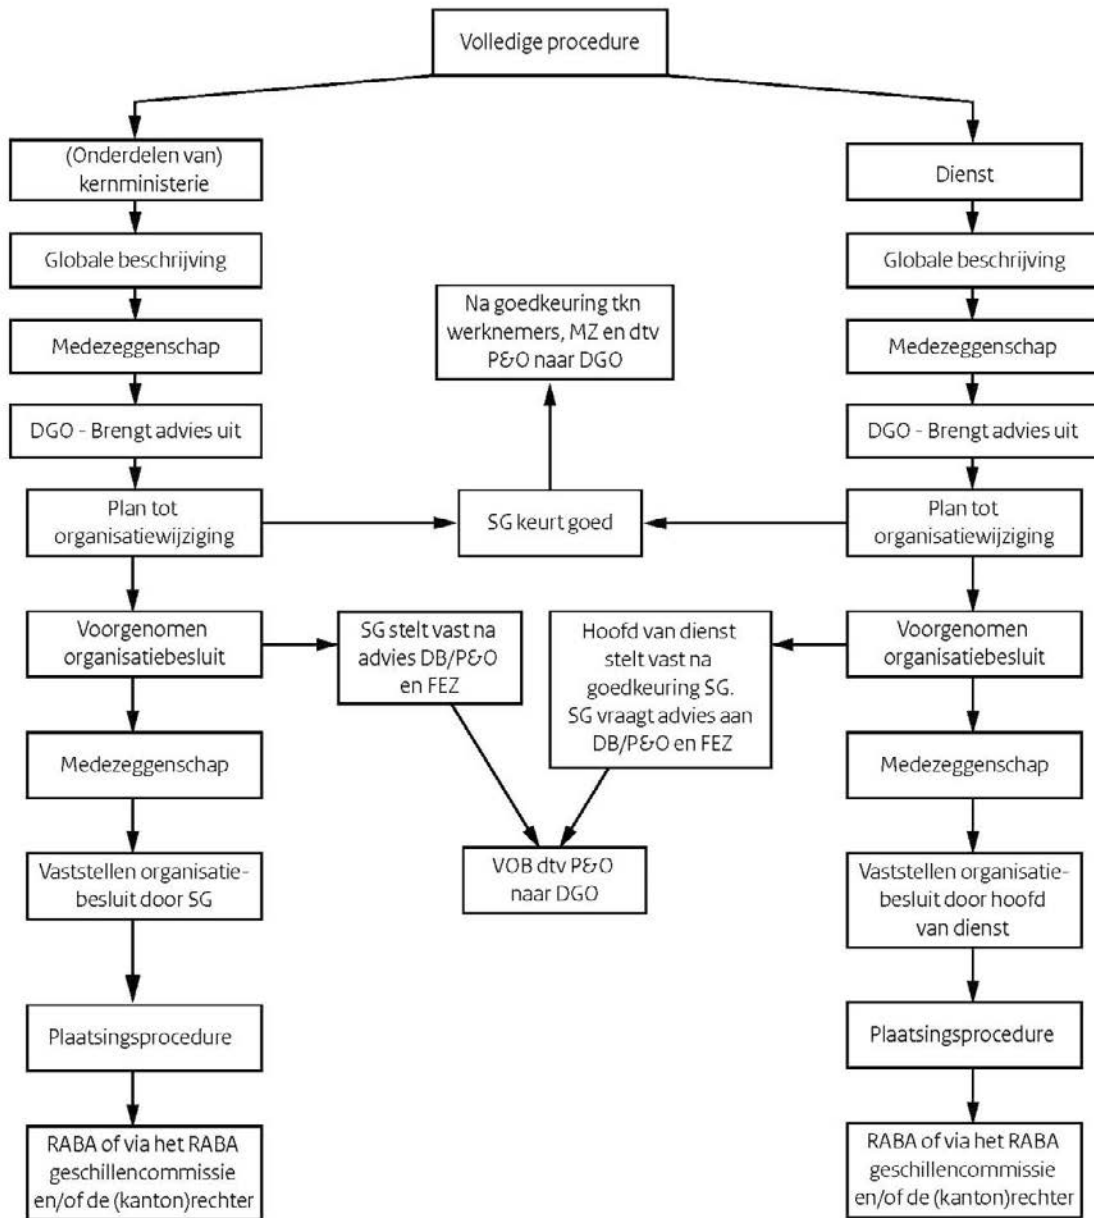 Volledige procedure
(Onderdelen van)
kernministerie
Globale beschrijving
Medezeggenschap
DGO - Brengt advies uit
Plan tot
organisatiewijziging
Voorgenomen
organisatiebesluit
Medezeggenschap
Vaststellen organisatie-
besluit door SG
Plaatsingsprocedure
RABA of via het RABA
geschillencommissie
en/of de (kanton)rechter
Na goedkeuring tkn
werknemers, MZ en dtv
P&O naar DGO
SG keurt goed
SG stelt vast na
advies DB/P&O
en FEZ
Hoofd van dienst
stelt vast na
goedkeuring SG.
SG vraagt advies aan
DB/P&O en FEZ
VOB dtv P&O
naar DGO
Dienst
Globale beschrijving
Medezeggenschap
DGO - Brengt advies uit
Plan tot
organisatiewijziging
Voorgenomen
organisatiebesluit
Medezeggenschap
Vaststellen organisatie-
besluit door hoofd
van dienst
Plaatsingsprocedure
RABA of via het RABA
geschillencommissie
en/of de (kanton)rechter